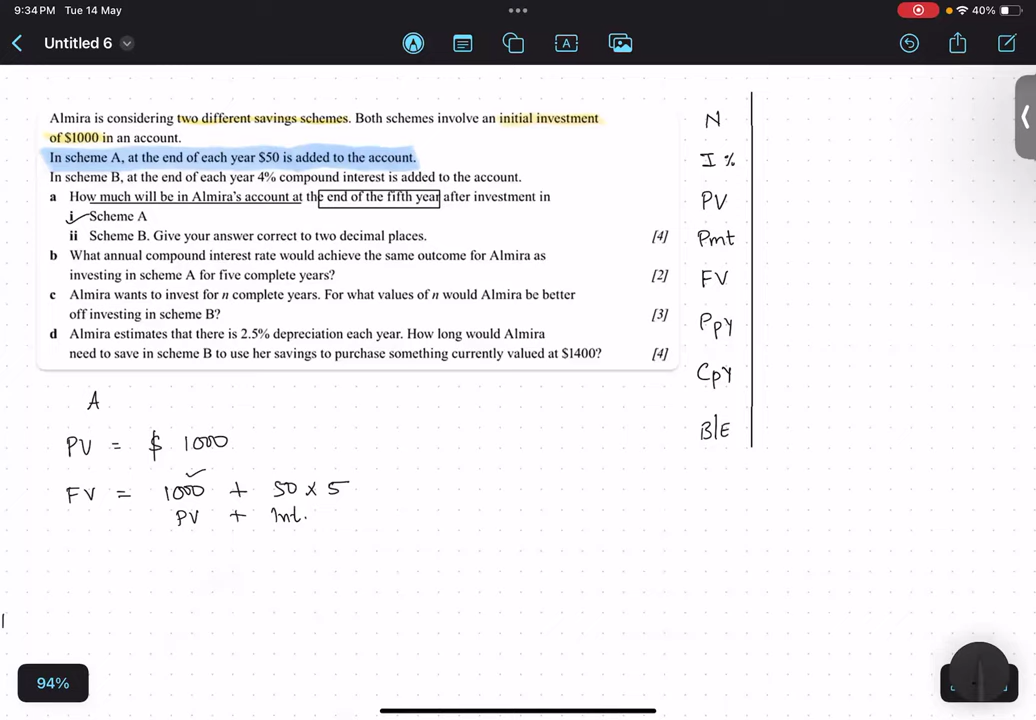 9:34 PM Tue 14 May
40%
Untitled 6
Almira is considering two different savings schemes. Both schemes involve an initial investment
of $1000 in an account.
In scheme A, at the end of each year $50 is added to the account.
In scheme B, at the end of each year 4% compound interest is added to the account.
a How much will be in Almira's account at the end of the fifth year after investment in
i Scheme A
ii Scheme B. Give your answer correct to two decimal places. [4]
b What annual compound interest rate would achieve the same outcome for Almira as
investing in scheme A for five complete years? [2]
c Almira wants to invest for n complete years. For what values of n would Almira be better
off investing in scheme B? [3]
d Almira estimates that there is 2.5% depreciation each year. How long would Almira
need to save in scheme B to use her savings to purchase something currently valued at $1400? [4]
N
I %
PV
Pmt
FV
PpY
CpY
B/E
A
PV = $ 1000
FV = 1000 + 50 × 5
PV + Int.
94%